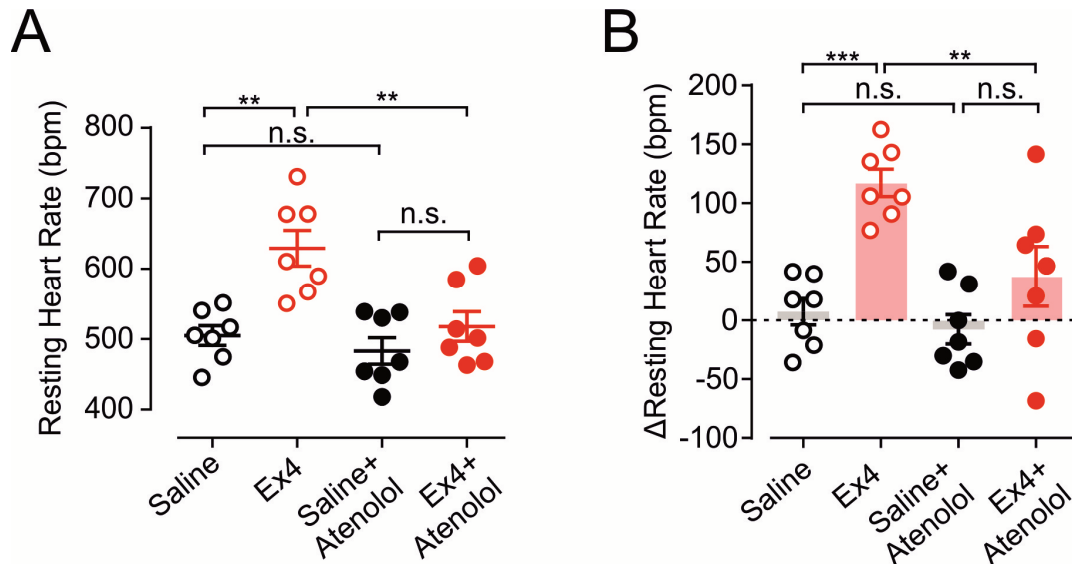 A
Resting Heart Rate (bpm)
800
700
600
500
400
**
**
n.s.
n.s.
Saline
Ex4
Saline+
Atenolol
Ex4+
Atenolol
B
ΔResting Heart Rate (bpm)
200
150
100
50
0
-50
-100
***
**
n.s.
n.s.
Saline
Ex4
Saline+
Atenolol
Ex4+
Atenolol